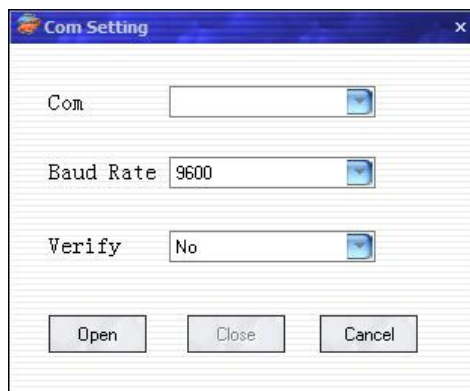 Com Setting
Com
Baud Rate 9600
Verify No
Open Close Cancel